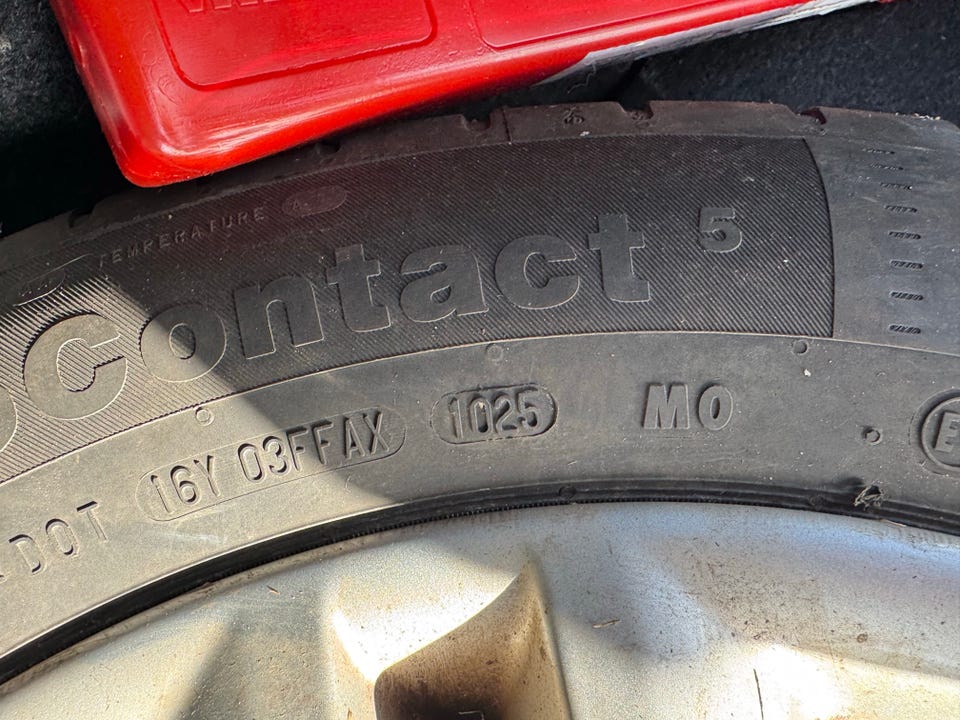 TEMPERATURE A
Contact 5
DOT 16Y 03FFAX 1025 MO
E